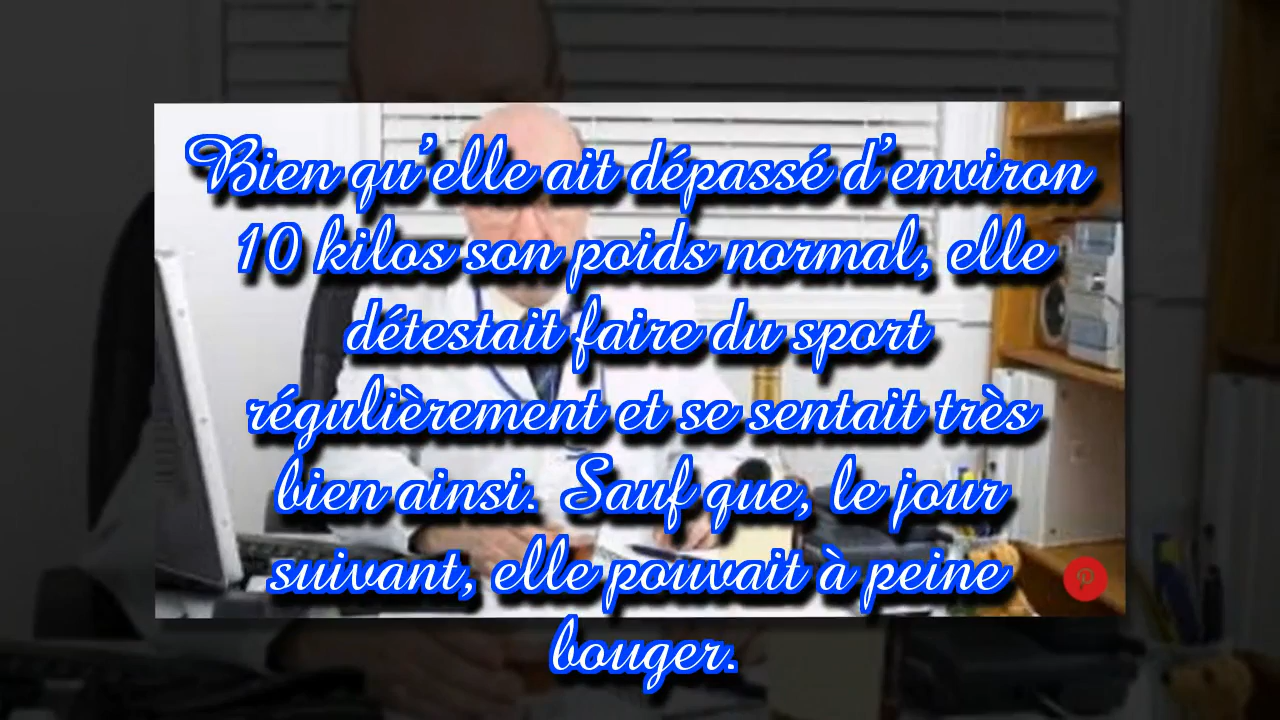 Bien qu'elle ait dépassé d'environ
10 kilos son poids normal, elle
détestait faire du sport
régulièrement et se sentait très
bien ainsi. Sauf que, le jour
suivant, elle pouvait à peine
bouger.